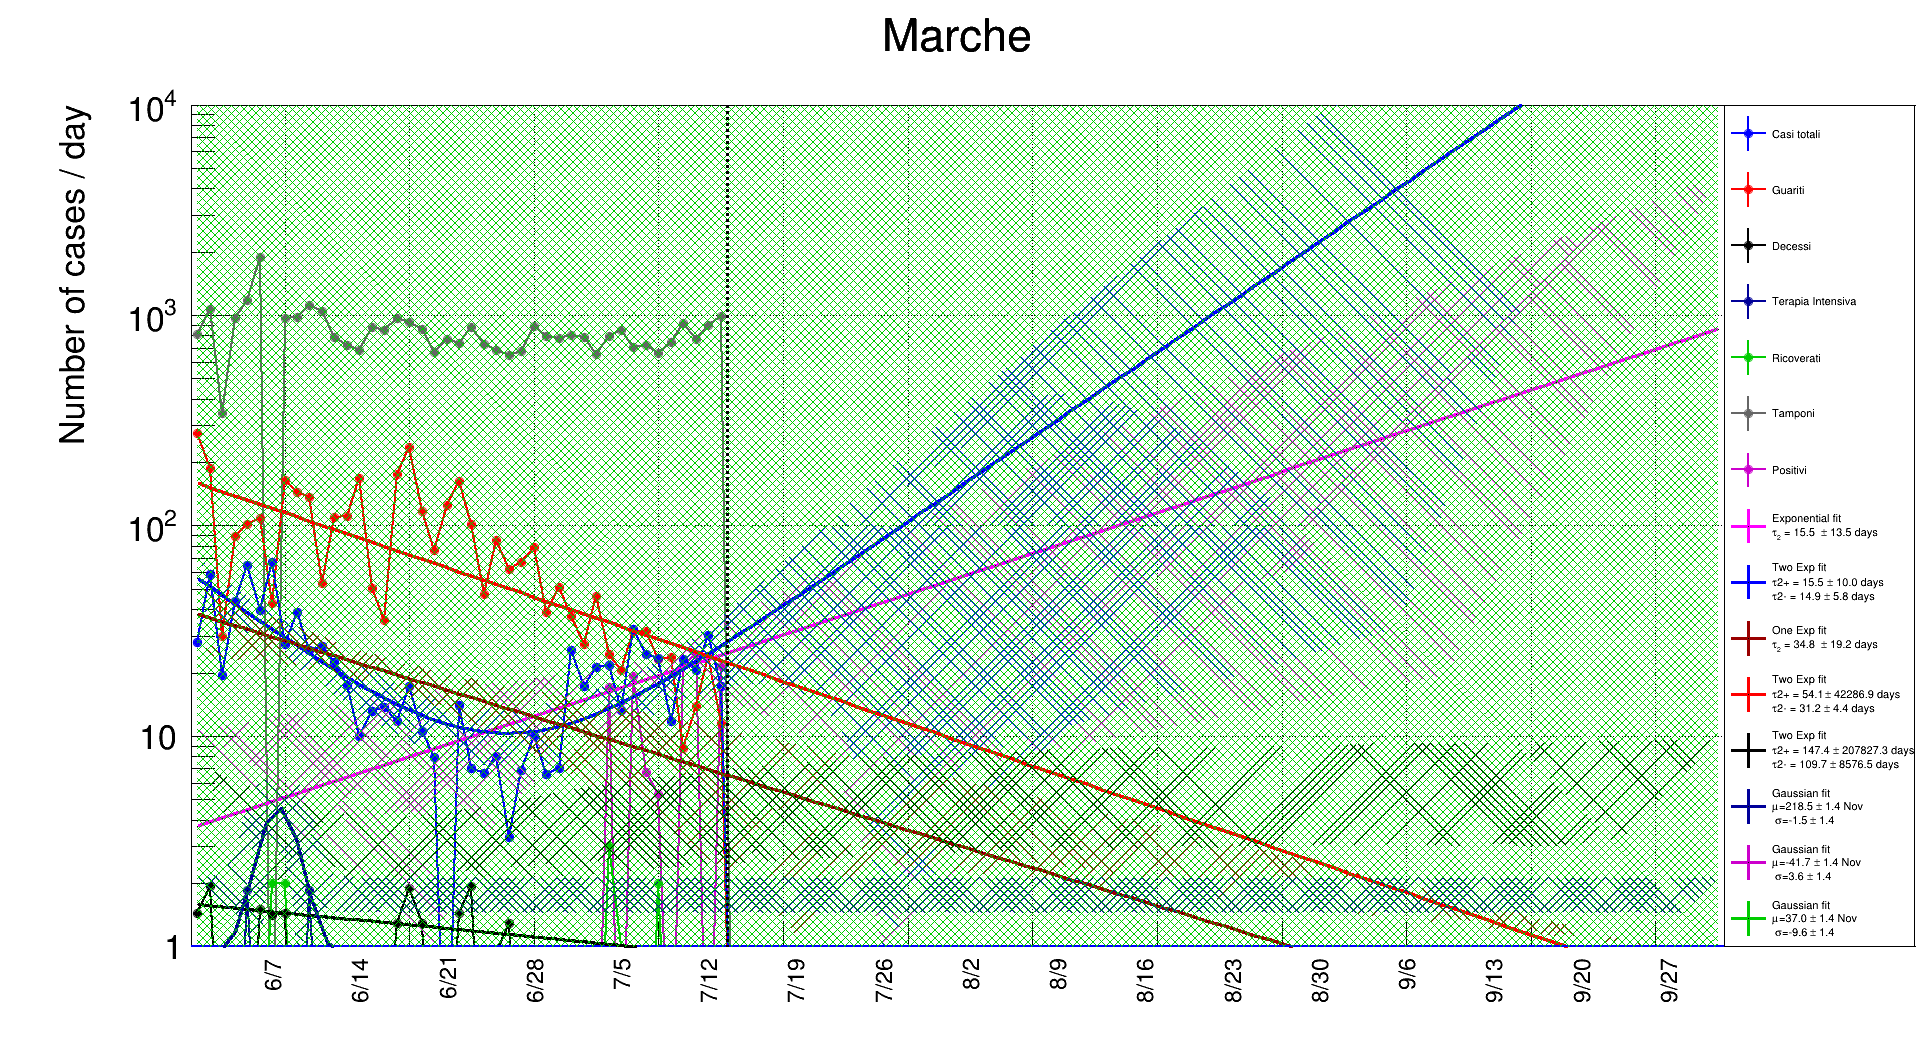 Marche
Number of cases / day
10^4
10^3
10^2
10
1
6/7
6/14
6/21
6/28
7/5
7/12
7/19
7/26
8/2
8/9
8/16
8/23
8/30
9/6
9/13
9/20
9/27
Casi totali
Guariti
Decessi
Terapia Intensiva
Ricoverati
Tamponi
Positivi
Exponential fit
τ₂ = 15.5 ± 13.5 days
Two Exp fit
τ2+ = 15.5 ± 10.0 days
τ2- = 14.9 ± 5.8 days
One Exp fit
τ₂ = 34.8 ± 19.2 days
Two Exp fit
τ2+ = 54.1 ± 42286.9 days
τ2- = 31.2 ± 4.4 days
Two Exp fit
τ2+ = 147.4 ± 207827.3 days
τ2- = 109.7 ± 8576.5 days
Gaussian fit
μ=218.5 ± 1.4 Nov
σ=-1.5 ± 1.4
Gaussian fit
μ=-41.7 ± 1.4 Nov
σ=3.6 ± 1.4
Gaussian fit
μ=37.0 ± 1.4 Nov
σ=-9.6 ± 1.4